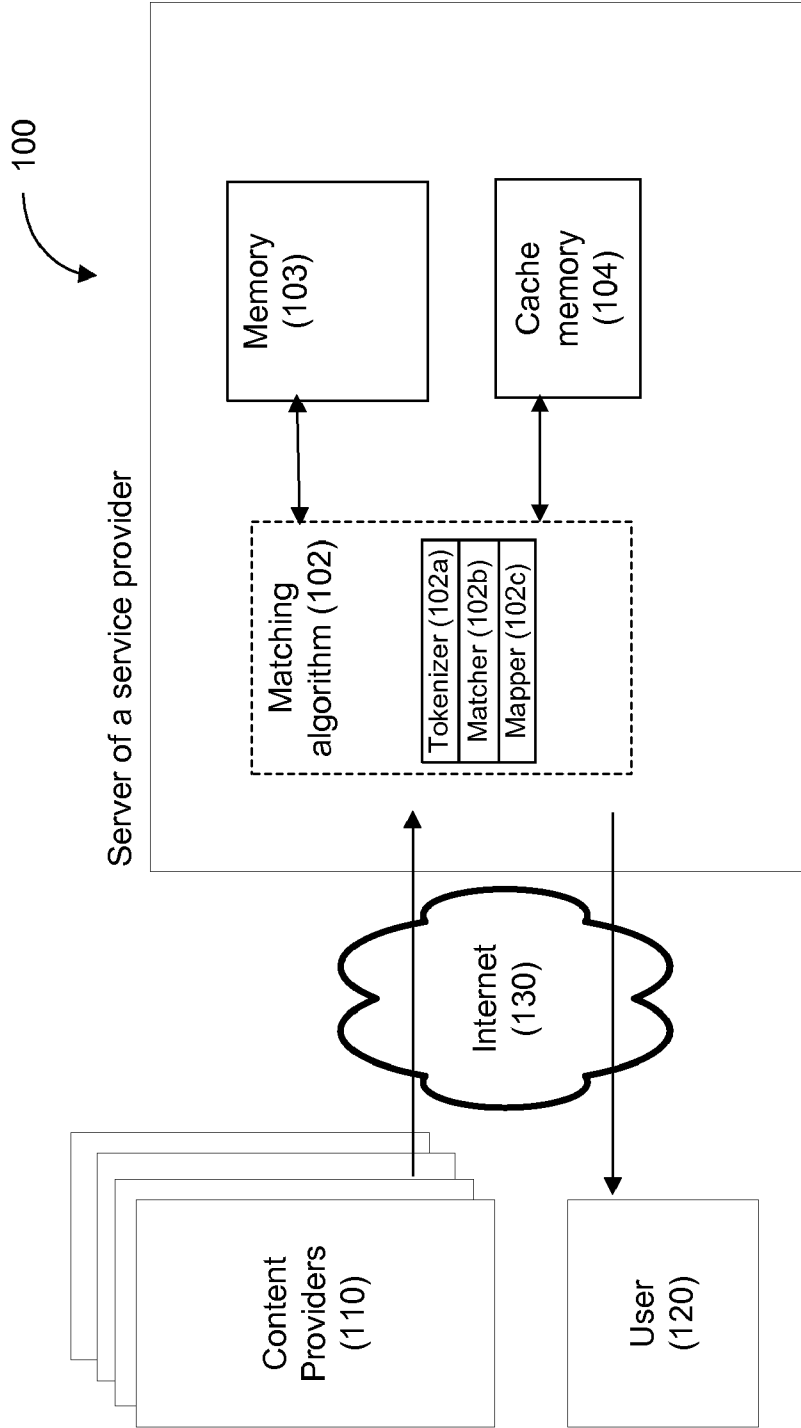 100
Server of a service provider
Matching
algorithm (102)
Tokenizer (102a)
Matcher (102b)
Mapper (102c)
Memory
(103)
Cache
memory
(104)
Internet
(130)
Content
Providers
(110)
User
(120)